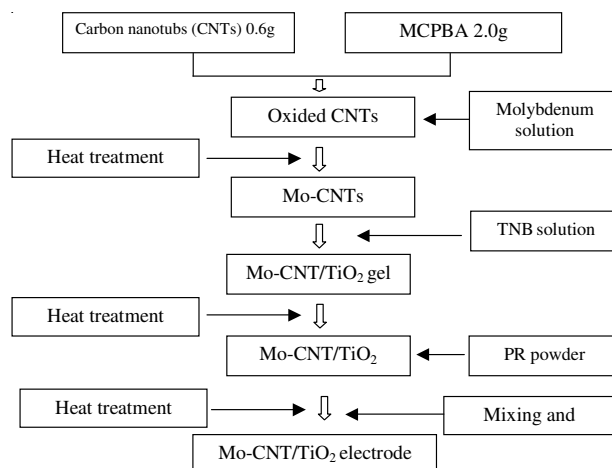 Carbon nanotubs (CNTs) 0.6g
MCPBA 2.0g
Oxided CNTs
Molybdenum
solution
Heat treatment
Mo-CNTs
TNB solution
Mo-CNT/TiO₂ gel
Heat treatment
Mo-CNT/TiO₂
PR powder
Heat treatment
Mixing and
Mo-CNT/TiO₂ electrode